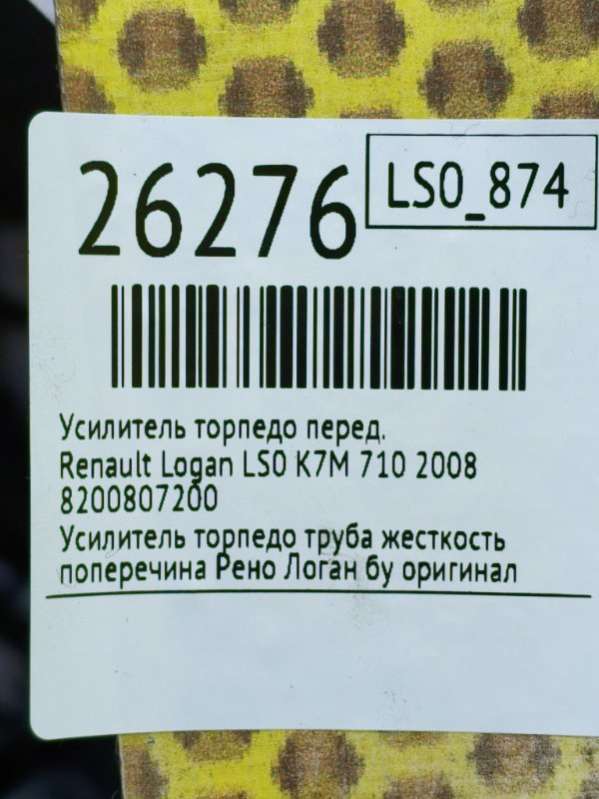 26276
LS0_874
Усилитель торпедо перед.
Renault Logan LS0 K7M 710 2008
8200807200
Усилитель торпедо труба жесткость
поперечина Рено Логан бу оригинал